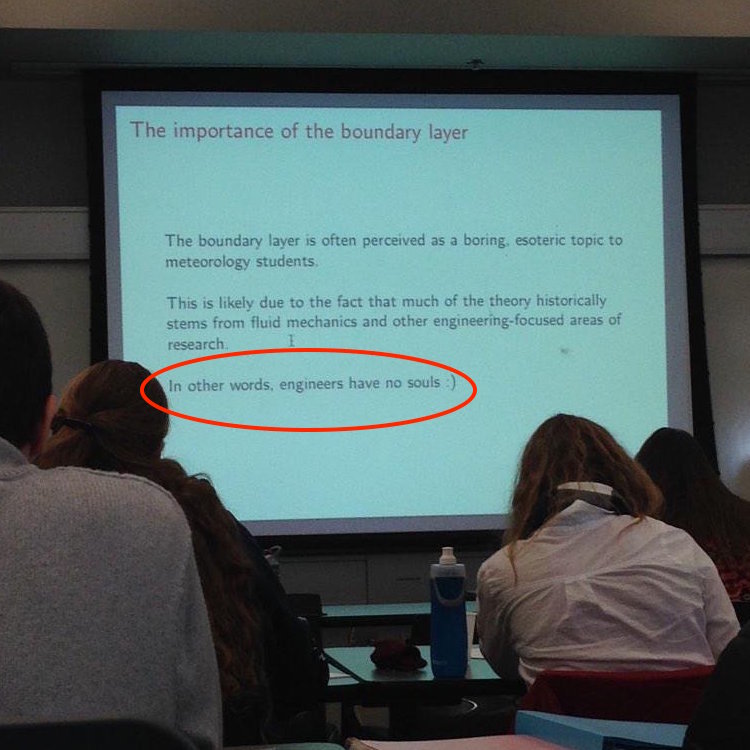 The importance of the boundary layer
The boundary layer is often perceived as a boring, esoteric topic to
meteorology students.
This is likely due to the fact that much of the theory historically
stems from fluid mechanics and other engineering-focused areas of
research.
In other words, engineers have no souls :)